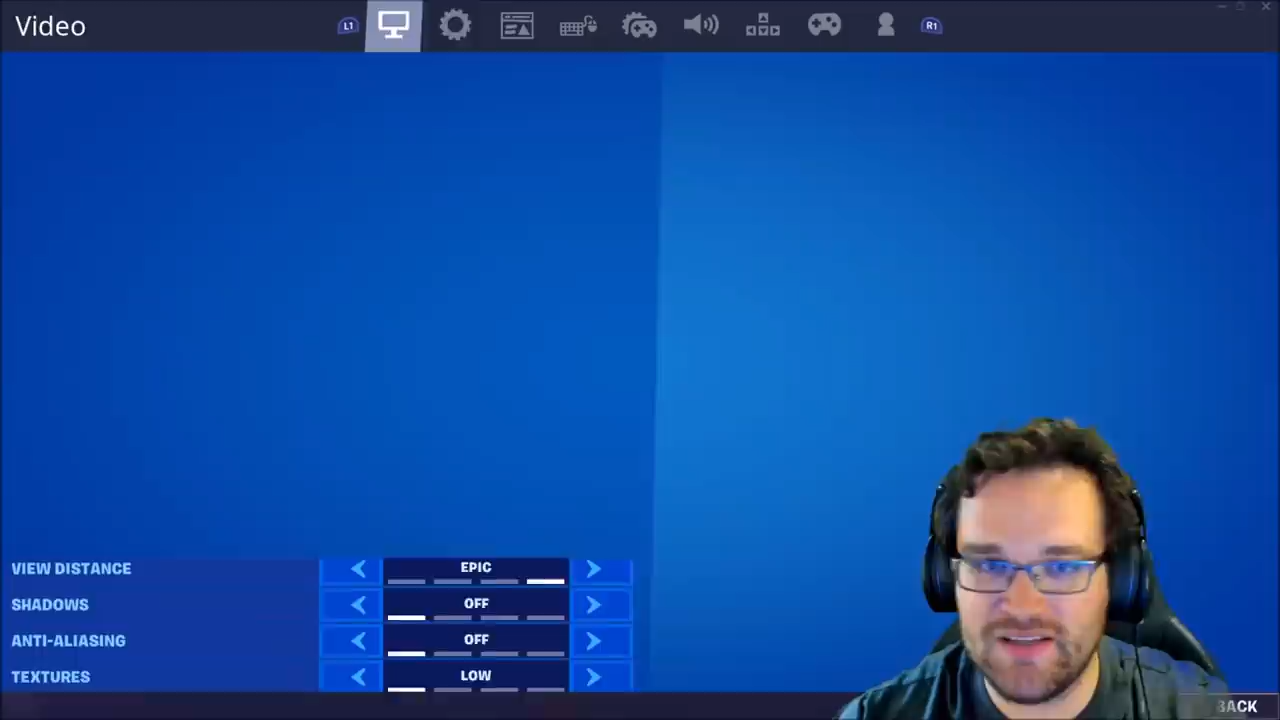 Video
L1
R1
VIEW DISTANCE EPIC
SHADOWS OFF
ANTI-ALIASING OFF
TEXTURES LOW
BACK